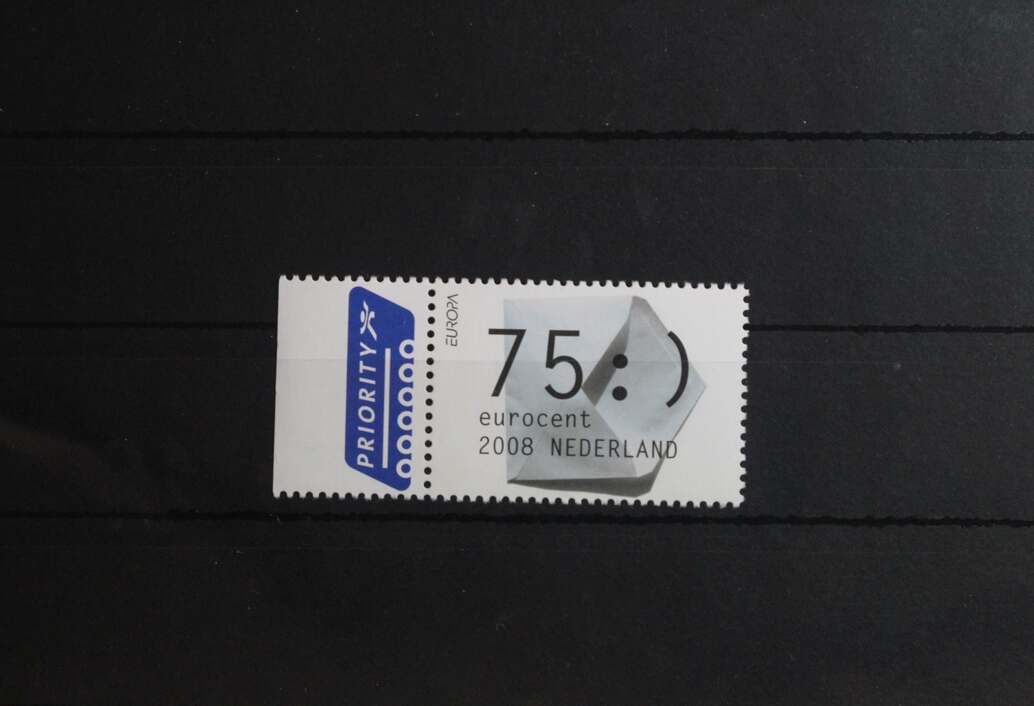 PRIORITY
EUROPA
75:)
eurocent
2008 NEDERLAND